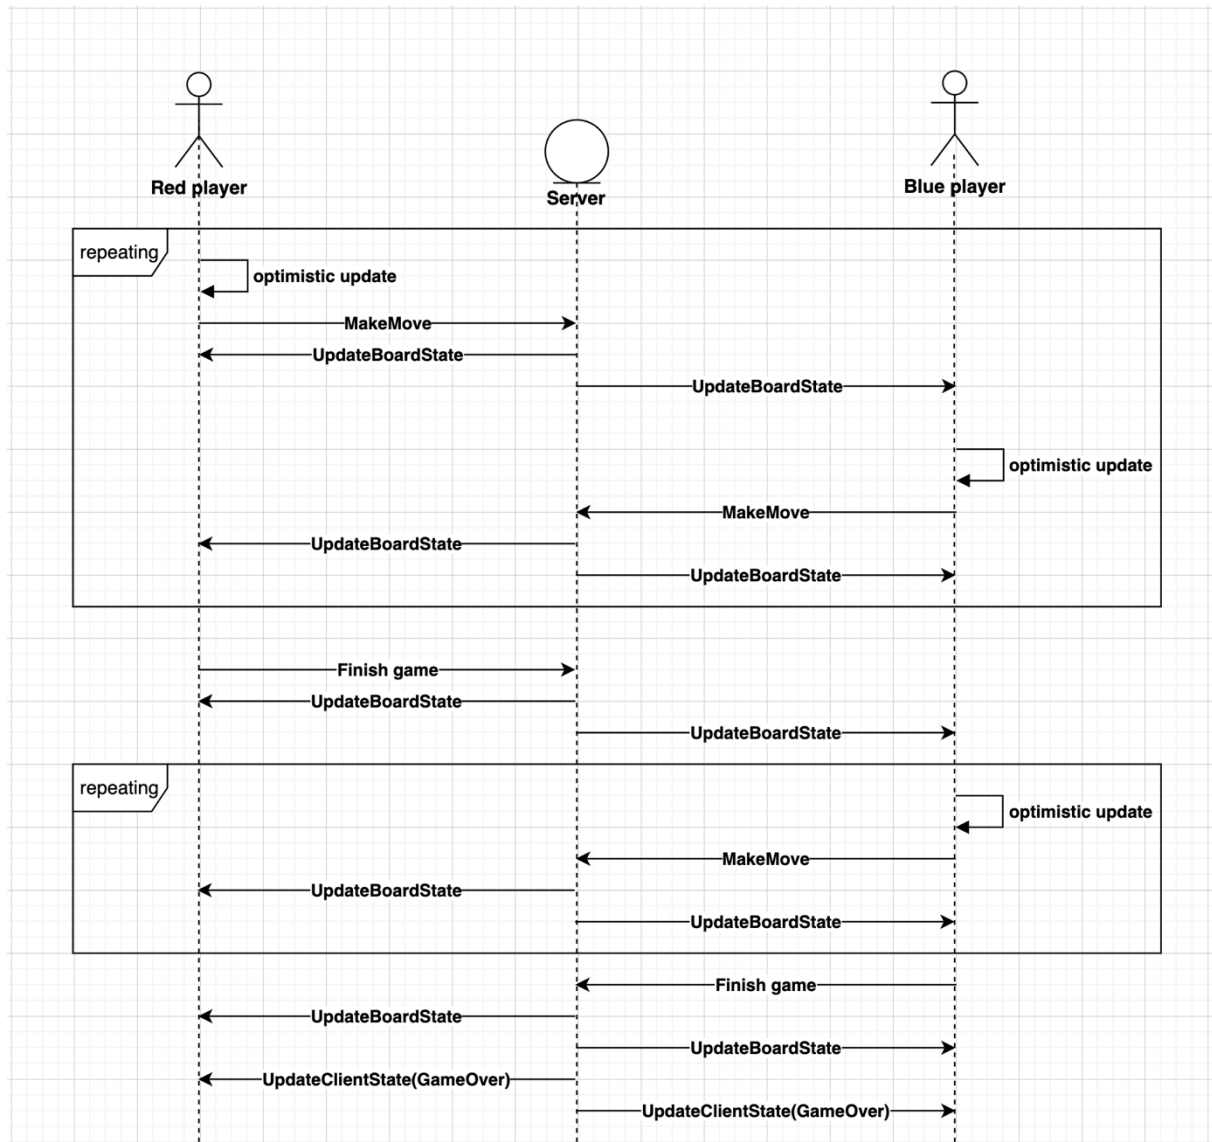 Red player
Server
Blue player
repeating
optimistic update
MakeMove
UpdateBoardState
UpdateBoardState
optimistic update
MakeMove
UpdateBoardState
UpdateBoardState
Finish game
UpdateBoardState
UpdateBoardState
repeating
optimistic update
MakeMove
UpdateBoardState
UpdateBoardState
Finish game
UpdateBoardState
UpdateBoardState
UpdateClientState(GameOver)
UpdateClientState(GameOver)